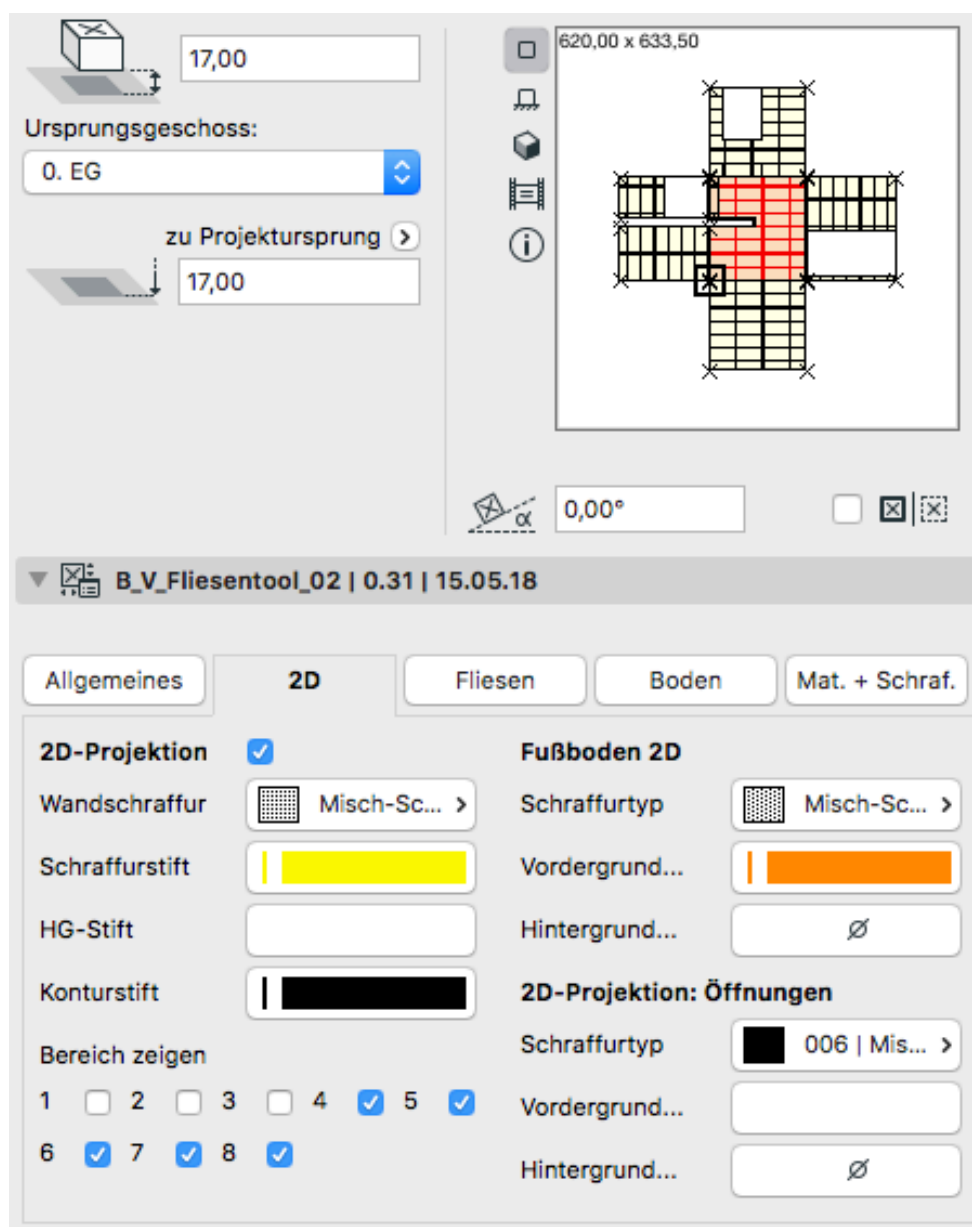 17,00
Ursprungsgeschoss:
0. EG
zu Projektursprung
17,00
620,00 x 633,50
α 0,00°
B_V_Fliesentool_02 | 0.31 | 15.05.18
Allgemeines 2D Fliesen Boden Mat. + Schraf.
2D-Projektion
Wandschraffur Misch-Sc...
Schraffurstift
HG-Stift
Konturstift
Bereich zeigen
1 2 3 4 5
6 7 8
Fußboden 2D
Schraffurtyp Misch-Sc...
Vordergrund...
Hintergrund...
2D-Projektion: Öffnungen
Schraffurtyp 006 | Mis...
Vordergrund...
Hintergrund...